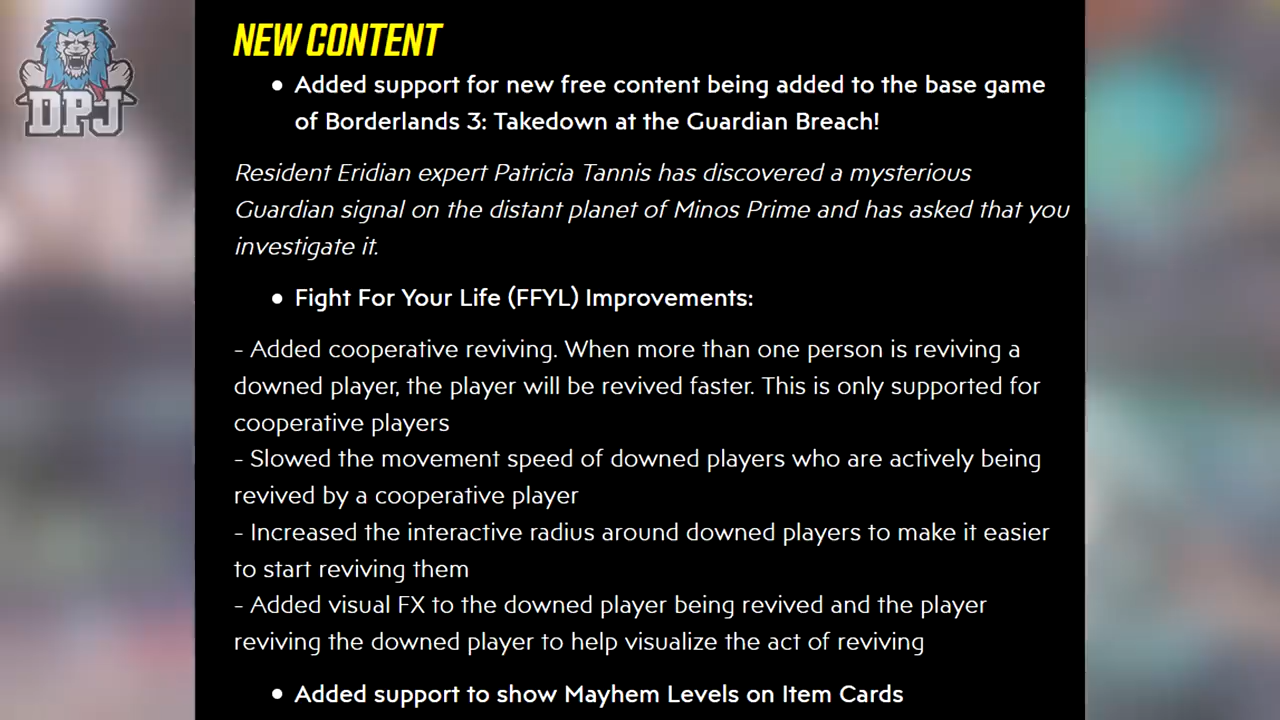 DPJ
NEW CONTENT
• Added support for new free content being added to the base game
of Borderlands 3: Takedown at the Guardian Breach!
Resident Eridian expert Patricia Tannis has discovered a mysterious
Guardian signal on the distant planet of Minos Prime and has asked that you
investigate it.
• Fight For Your Life (FFYL) Improvements:
- Added cooperative reviving. When more than one person is reviving a
downed player, the player will be revived faster. This is only supported for
cooperative players
- Slowed the movement speed of downed players who are actively being
revived by a cooperative player
- Increased the interactive radius around downed players to make it easier
to start reviving them
- Added visual FX to the downed player being revived and the player
reviving the downed player to help visualize the act of reviving
• Added support to show Mayhem Levels on Item Cards